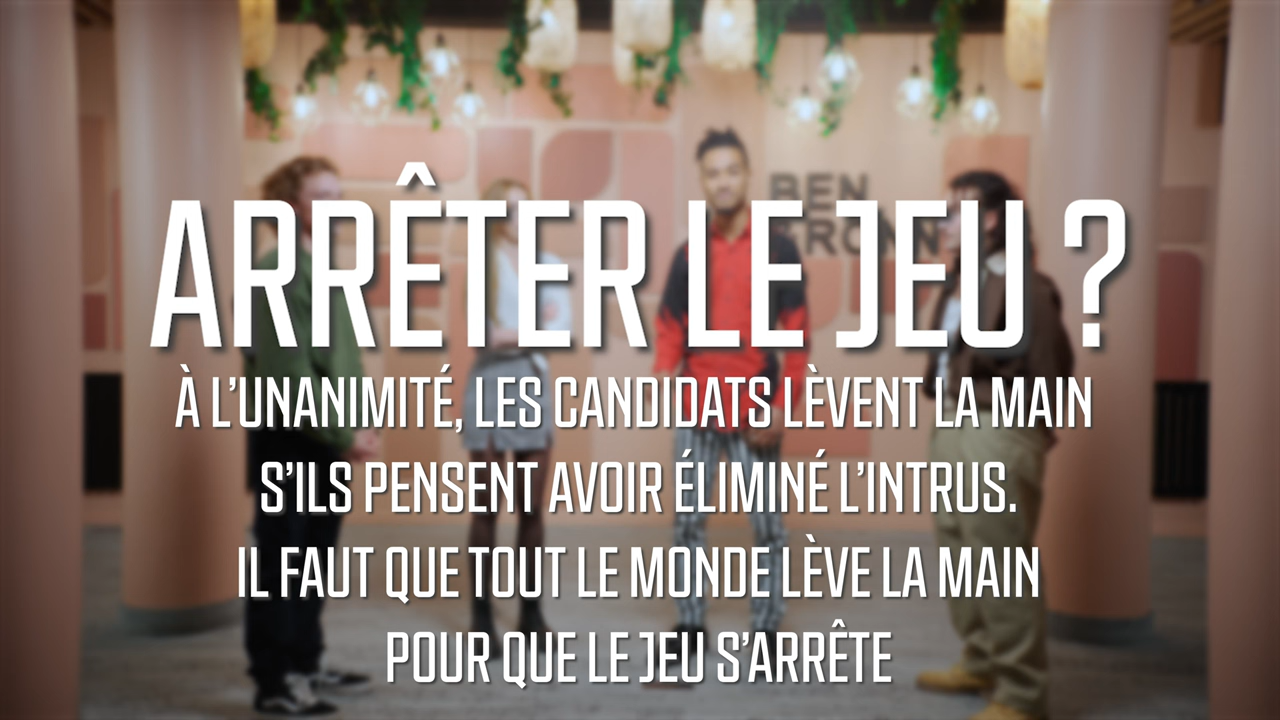 ARRÊTER LE JEU ?
À L'UNANIMITÉ, LES CANDIDATS LÈVENT LA MAIN
S'ILS PENSENT AVOIR ÉLIMINÉ L'INTRUS.
IL FAUT QUE TOUT LE MONDE LÈVE LA MAIN
POUR QUE LE JEU S'ARRÊTE
BEN